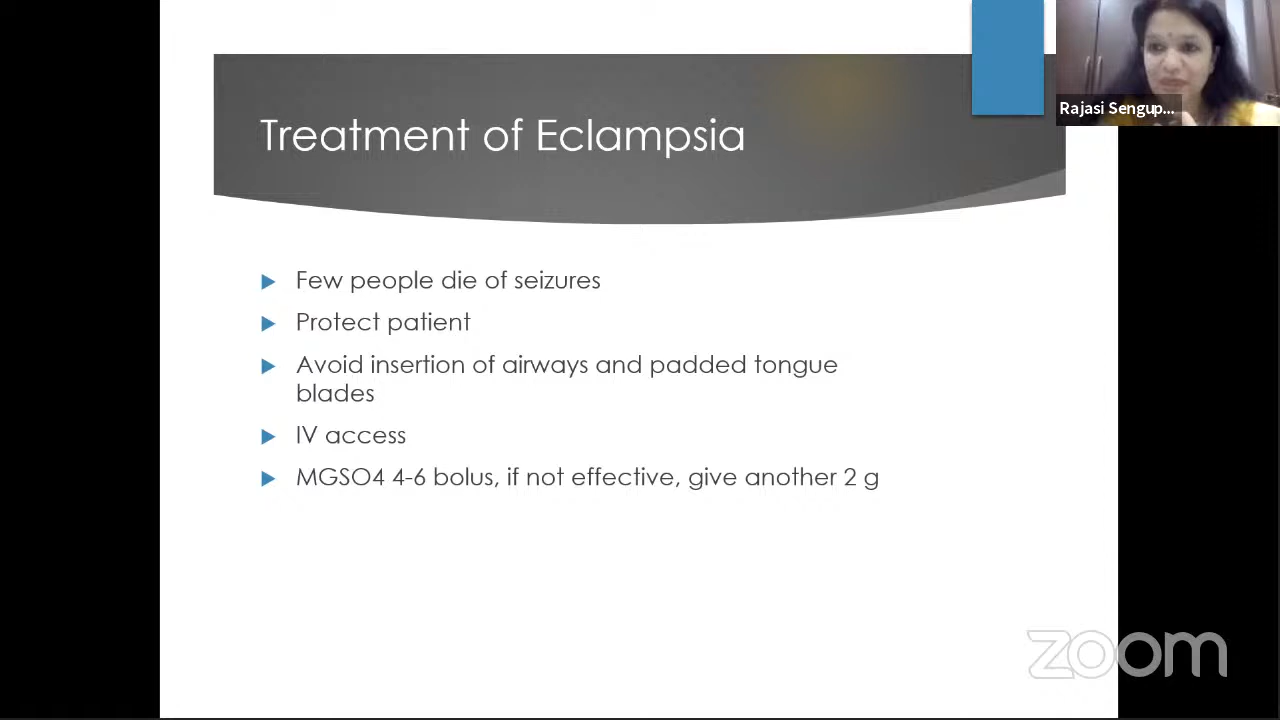 Rajasi Sengup...
Treatment of Eclampsia
Few people die of seizures
Protect patient
Avoid insertion of airways and padded tongue
blades
IV access
MGSO4 4-6 bolus, if not effective, give another 2 g
zoom